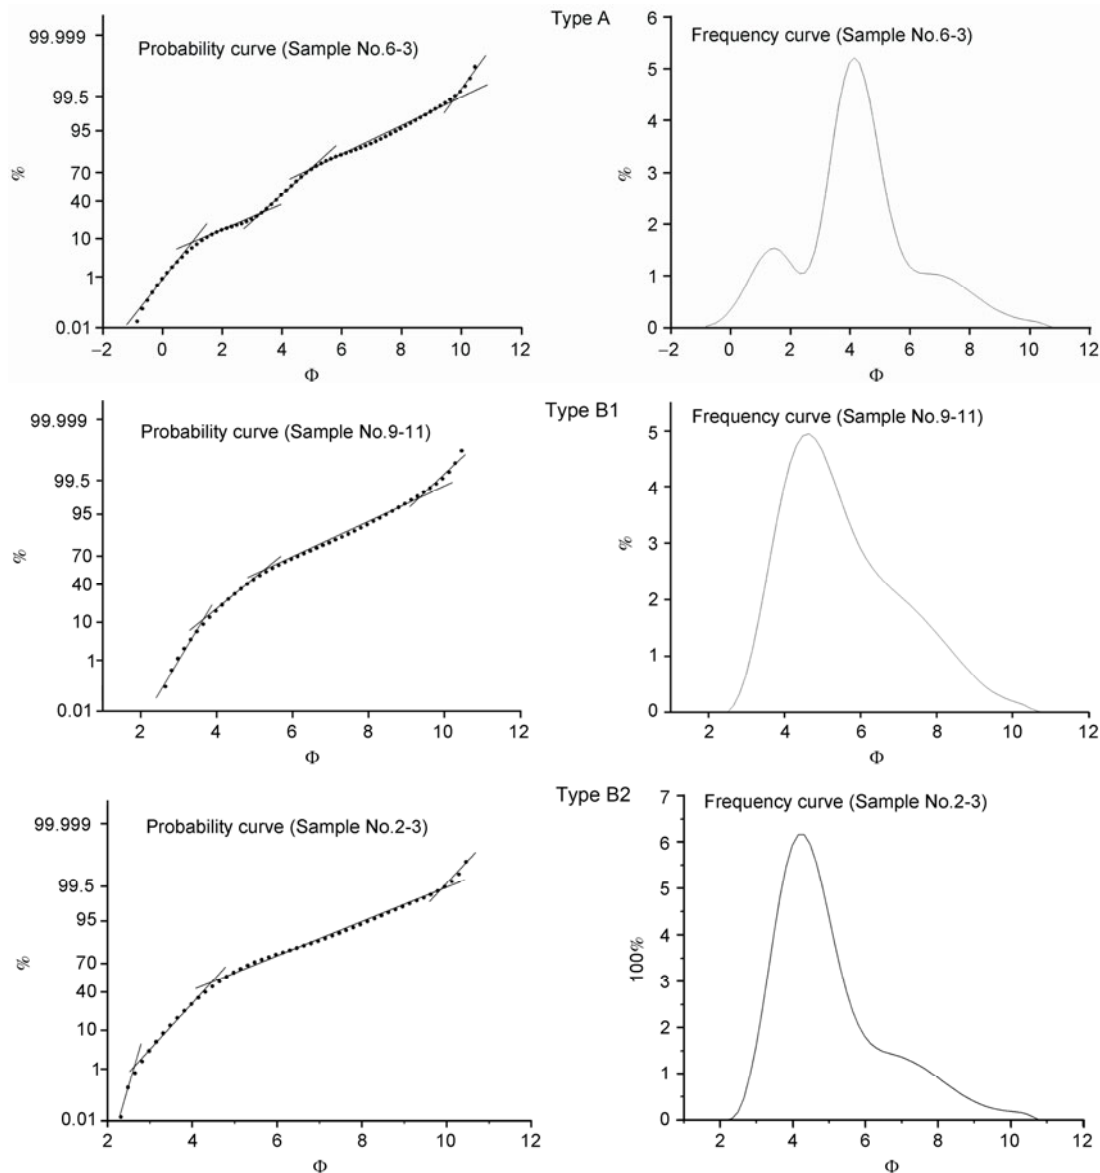 Type A
Probability curve (Sample No.6-3)
99.999
99.5
95
70
40
10
1
0.01
%
−2 0 2 4 6 8 10 12
Φ
Frequency curve (Sample No.6-3)
6
5
4
3
2
1
0
%
−2 0 2 4 6 8 10 12
Φ
Type B1
Probability curve (Sample No.9-11)
99.999
99.5
95
70
40
10
1
0.01
%
2 4 6 8 10 12
Φ
Frequency curve (Sample No.9-11)
5
4
3
2
1
0
%
2 4 6 8 10 12
Φ
Type B2
Probability curve (Sample No.2-3)
99.999
99.5
95
70
40
10
1
0.01
%
2 4 6 8 10 12
Φ
Frequency curve (Sample No.2-3)
7
6
5
4
3
2
1
0
100%
2 4 6 8 10 12
Φ